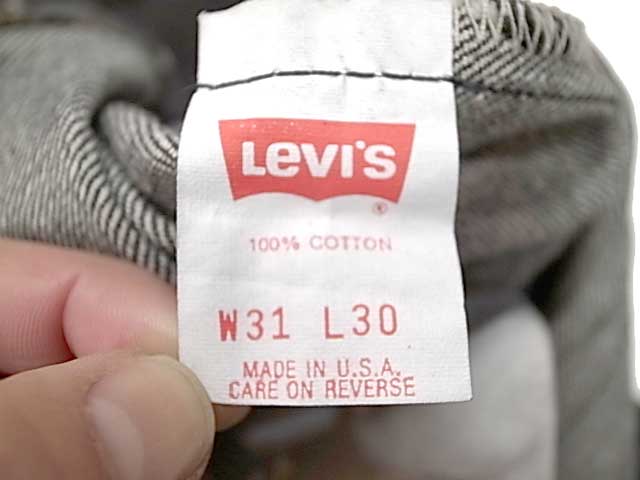 Levi's
®
100% COTTON
W31 L30
MADE IN U.S.A.
CARE ON REVERSE